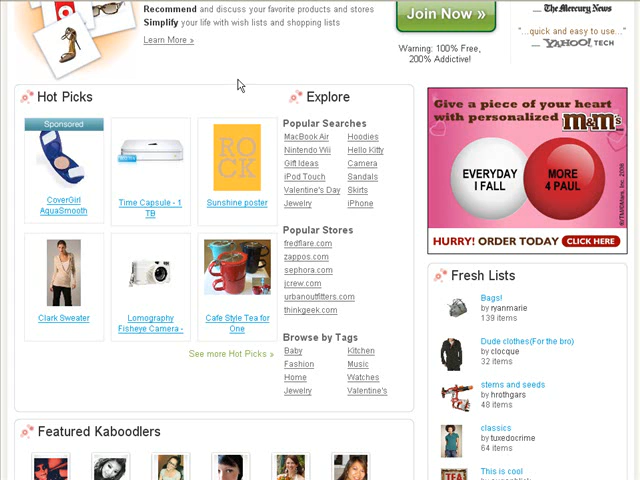 Recommend and discuss your favorite products and stores
Simplify your life with wish lists and shopping lists
Learn More »
Join Now »
Warning: 100% Free,
200% Addictive!
The Mercury News
"...quick and easy to use..."
YAHOO! TECH
Hot Picks
Sponsored
CoverGirl
AquaSmooth
Time Capsule - 1
TB
ROCK
Sunshine poster
Clark Sweater
Lomography
Fisheye Camera -
Cafe Style Tea for
One
See more Hot Picks »
Explore
Popular Searches
MacBook Air
Hoodies
Nintendo Wii
Hello Kitty
Gift Ideas
Camera
iPod Touch
Sandals
Valentine's Day
Skirts
Jewelry
iPhone
Popular Stores
fredflare.com
zappos.com
sephora.com
jcrew.com
urbanoutfitters.com
thinkgeek.com
Browse by Tags
Baby
Kitchen
Fashion
Music
Home
Watches
Jewelry
Valentine's
Give a piece of your heart
with personalized m&m's
EVERYDAY
I FALL
MORE
4 PAUL
©TM/©Mars, Inc. 2008
HURRY! ORDER TODAY CLICK HERE
Fresh Lists
Bags!
by ryanmarie
139 items
Dude clothes(For the bro)
by clocque
32 items
stems and seeds
by hrothgars
48 items
classics
by tuxedocrime
64 items
TEA
This is cool
Featured Kaboodlers